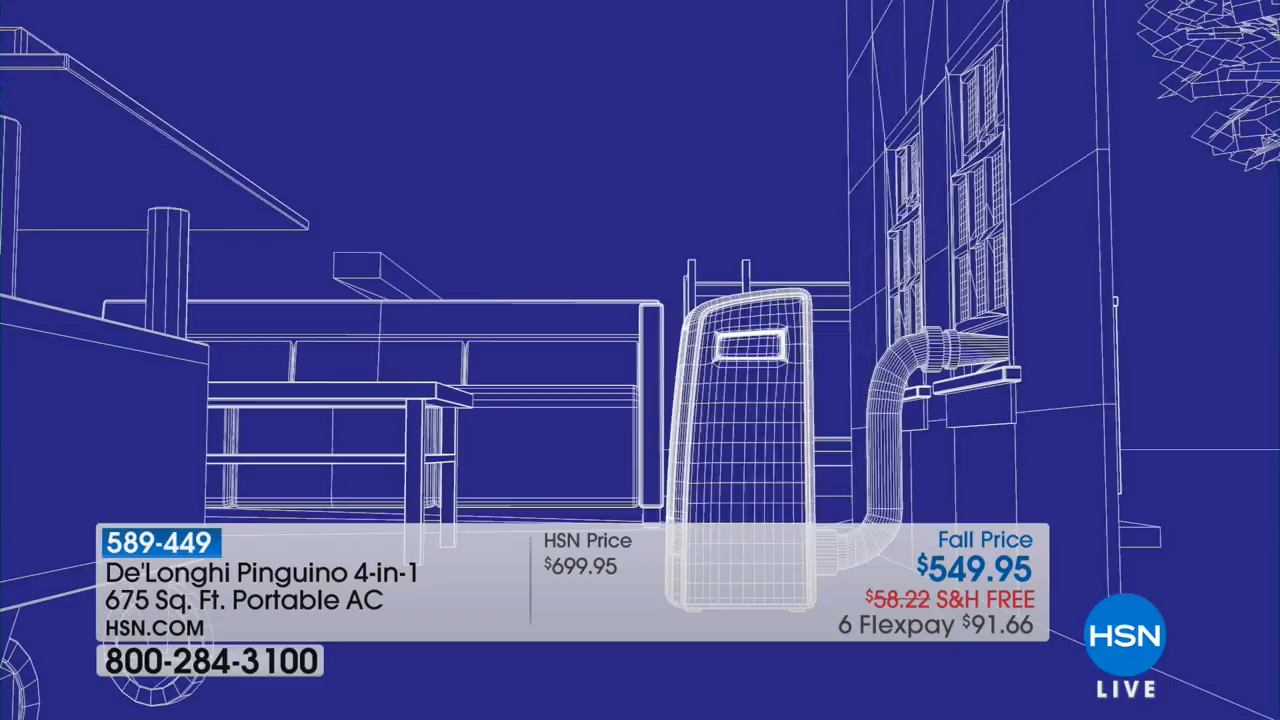 589-449
De'Longhi Pinguino 4-in-1
675 Sq. Ft. Portable AC
HSN.COM
800-284-3100
HSN Price
$699.95
Fall Price
$549.95
$58.22 S&H FREE
6 Flexpay $91.66
HSN
LIVE